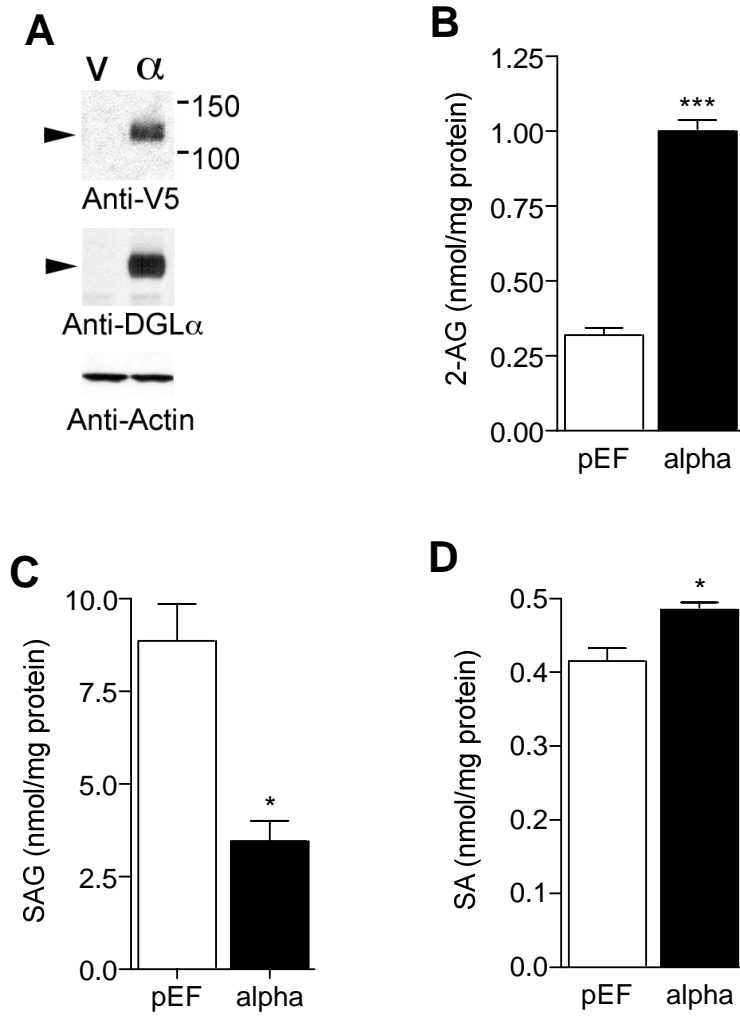 A
V α
-150
-100
Anti-V5
Anti-DGLα
Anti-Actin
B
2-AG (nmol/mg protein)
1.25
***
1.00
0.75
0.50
0.25
0.00
pEF alpha
C
SAG (nmol/mg protein)
10.0
7.5
5.0
*
2.5
0.0
pEF alpha
D
SA (nmol/mg protein)
*
0.5
0.4
0.3
0.2
0.1
0.0
pEF alpha